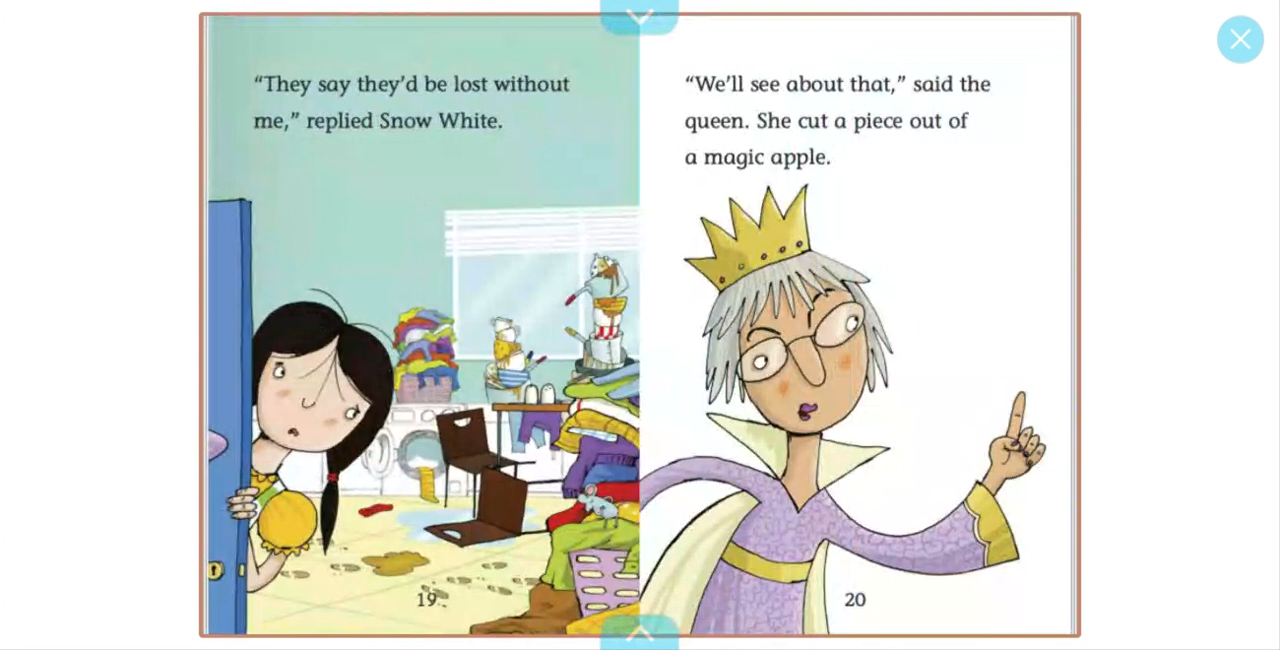 “They say they’d be lost without
me,” replied Snow White.
19
“We’ll see about that,” said the
queen. She cut a piece out of
a magic apple.
20